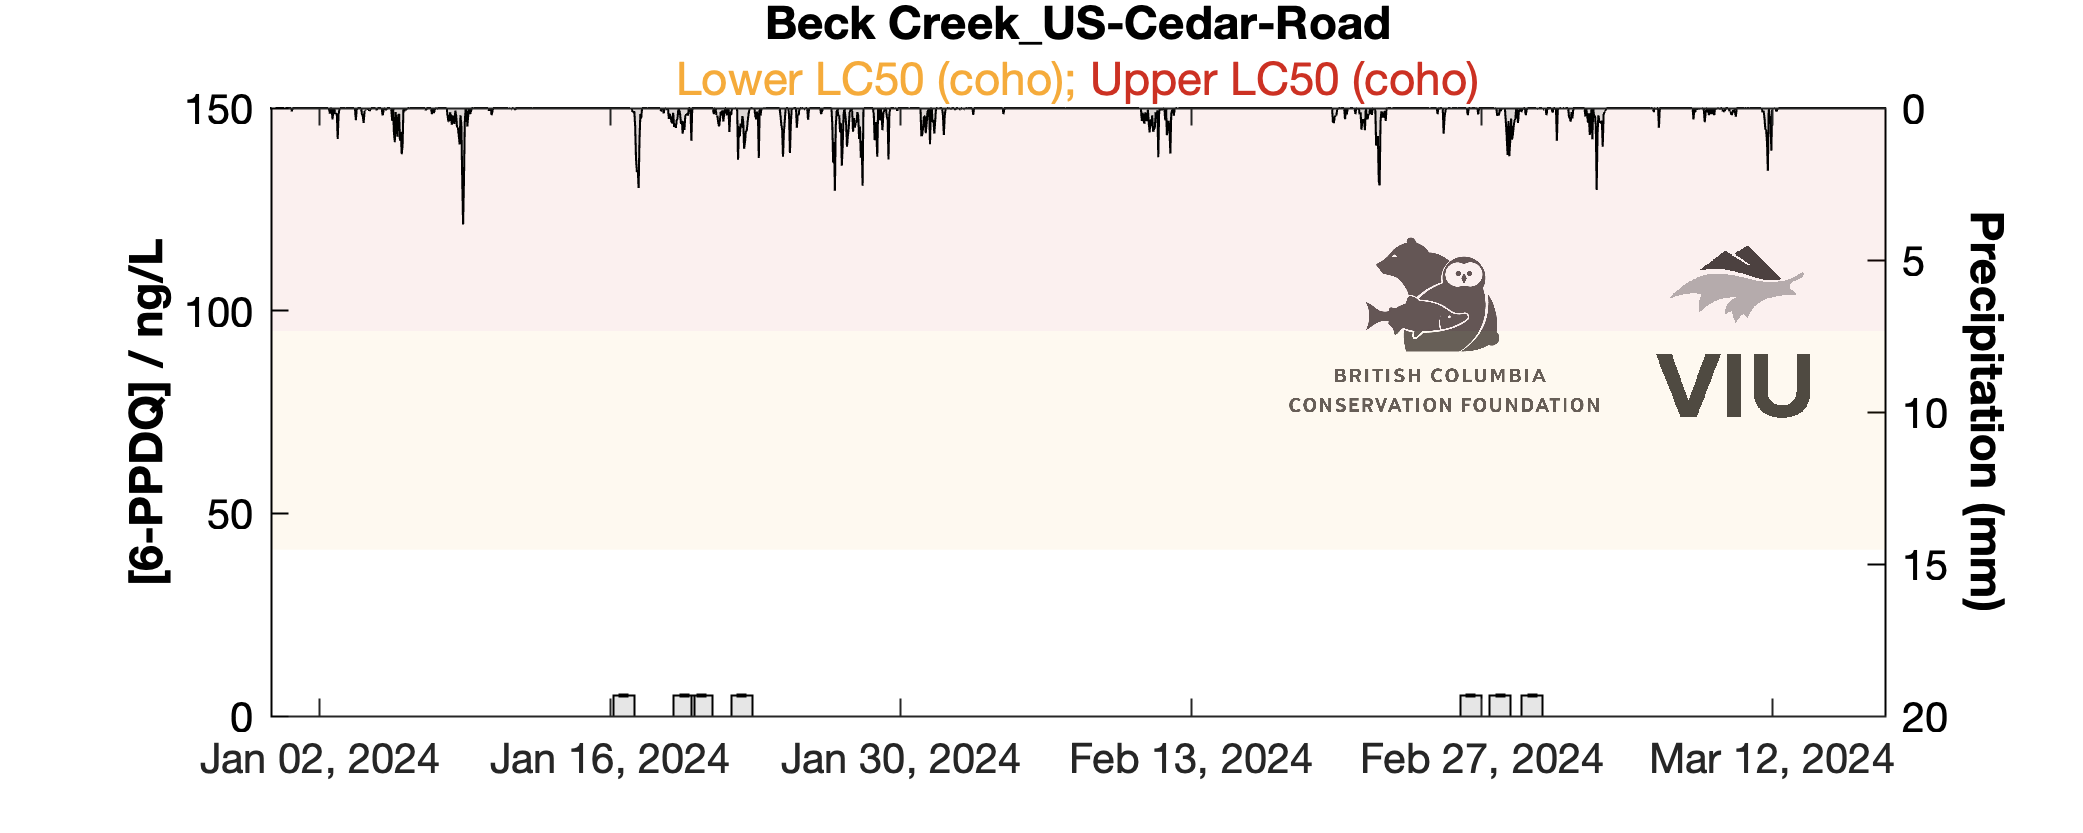 Beck Creek_US-Cedar-Road
Lower LC50 (coho); Upper LC50 (coho)
150
100
50
0
[6-PPDQ] / ng/L
0
5
10
15
20
Precipitation (mm)
BRITISH COLUMBIA
CONSERVATION FOUNDATION
VIU
Jan 02, 2024
Jan 16, 2024
Jan 30, 2024
Feb 13, 2024
Feb 27, 2024
Mar 12, 2024